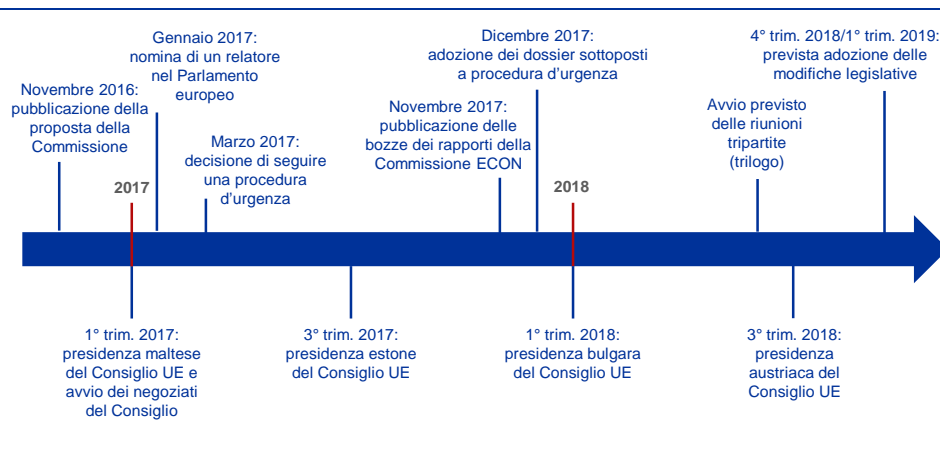 Novembre 2016:
pubblicazione della
proposta della
Commissione
2017
Gennaio 2017:
nomina di un relatore
nel Parlamento
europeo
Marzo 2017:
decisione di seguire
una procedura
d'urgenza
Novembre 2017:
pubblicazione delle
bozze dei rapporti della
Commissione ECON
Dicembre 2017:
adozione dei dossier sottoposti
a procedura d'urgenza
2018
Avvio previsto
delle riunioni
tripartite
(trilogo)
4° trim. 2018/1° trim. 2019:
prevista adozione delle
modifiche legislative
1° trim. 2017:
presidenza maltese
del Consiglio UE e
avvio dei negoziati
del Consiglio
3° trim. 2017:
presidenza estone
del Consiglio UE
1° trim. 2018:
presidenza bulgara
del Consiglio UE
3° trim. 2018:
presidenza
austriaca del
Consiglio UE